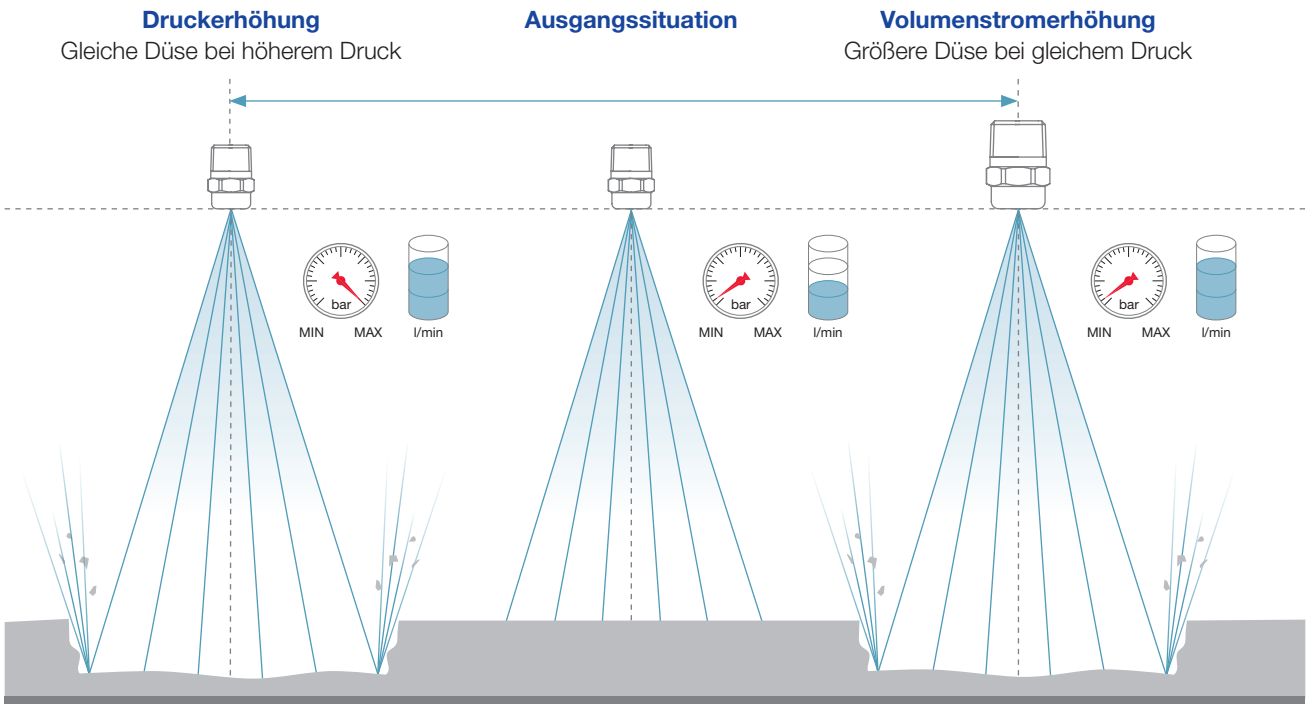 Druckerhöhung
Gleiche Düse bei höherem Druck
Ausgangssituation
Volumenstromerhöhung
Größere Düse bei gleichem Druck
bar
MIN MAX l/min
bar
MIN MAX l/min
bar
MIN MAX l/min